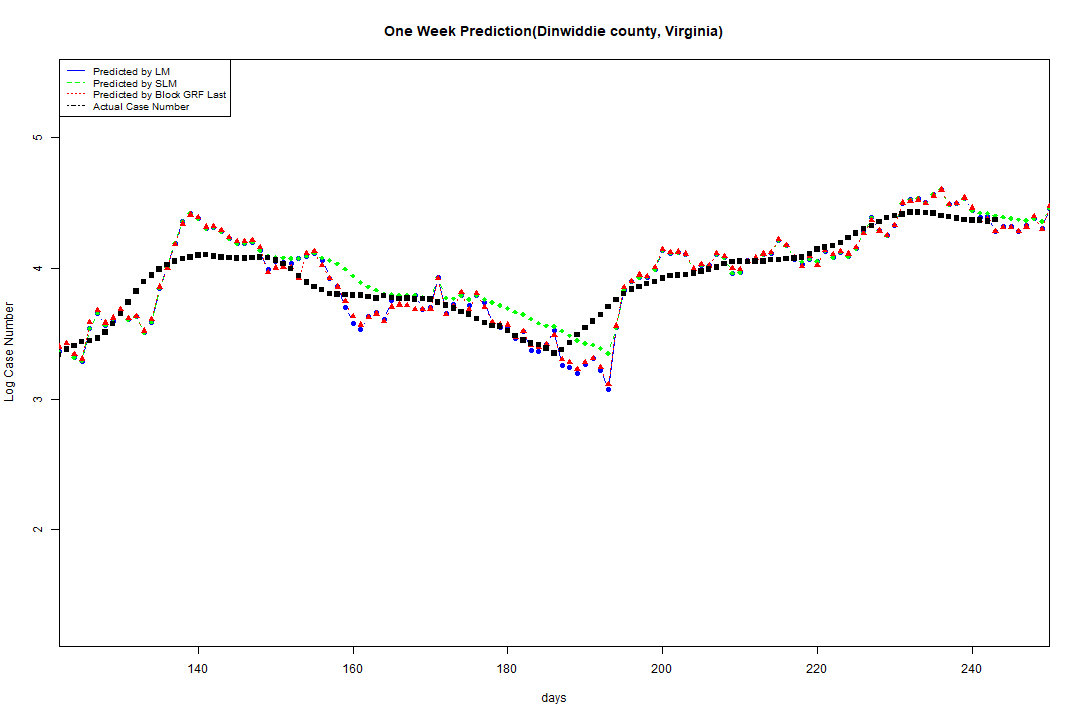 One Week Prediction(Dinwiddie county, Virginia)
Predicted by LM
Predicted by SLM
Predicted by Block GRF Last
Actual Case Number
5
4
3
2
Log Case Number
140 160 180 200 220 240
days